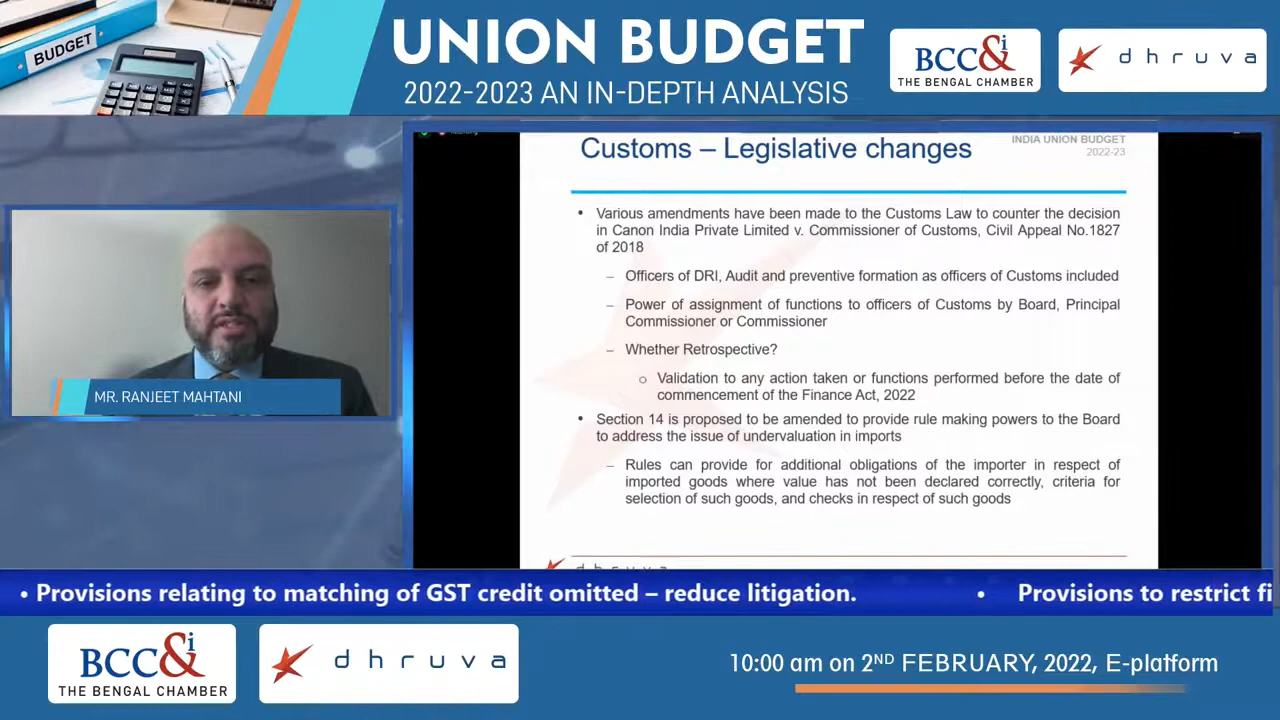 BUDGET
UNION BUDGET
2022-2023 AN IN-DEPTH ANALYSIS
BCC&i
THE BENGAL CHAMBER
dhruva
Customs – Legislative changes
INDIA UNION BUDGET
2022-23
• Various amendments have been made to the Customs Law to counter the decision
in Canon India Private Limited v. Commissioner of Customs, Civil Appeal No.1827
of 2018
– Officers of DRI, Audit and preventive formation as officers of Customs included
– Power of assignment of functions to officers of Customs by Board, Principal
Commissioner or Commissioner
– Whether Retrospective?
o Validation to any action taken or functions performed before the date of
commencement of the Finance Act, 2022
• Section 14 is proposed to be amended to provide rule making powers to the Board
to address the issue of undervaluation in imports
– Rules can provide for additional obligations of the importer in respect of
imported goods where value has not been declared correctly, criteria for
selection of such goods, and checks in respect of such goods
MR. RANJEET MAHTANI
• Provisions relating to matching of GST credit omitted – reduce litigation. • Provisions to restrict fi
BCC&i
THE BENGAL CHAMBER
dhruva
10:00 am on 2ND FEBRUARY, 2022, E-platform